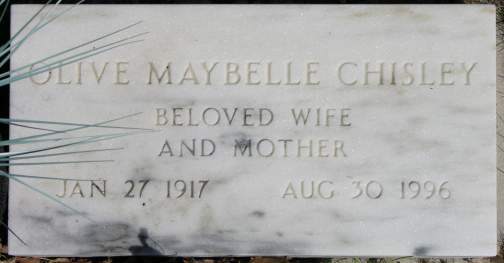 OLIVE MAYBELLE CHISLEY
BELOVED WIFE
AND MOTHER
JAN 27 1917 AUG 30 1996